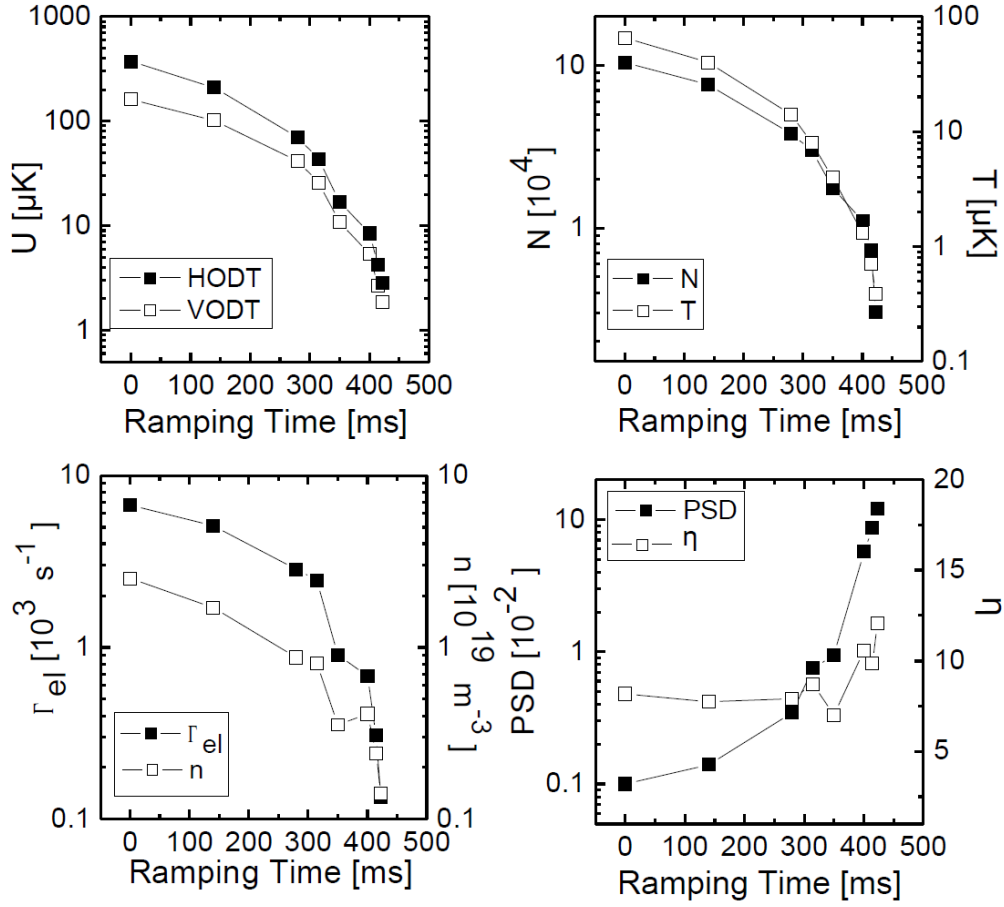 1000
100
10
1
U [µK]
HODT
VODT
0 100 200 300 400 500
Ramping Time [ms]
10
1
N [10^4]
100
10
1
0.1
T [µK]
N
T
0 100 200 300 400 500
Ramping Time [ms]
10
1
0.1
Γel [10^3 s^-1]
10
1
0.1
n [10^19 m^-3]
Γel
n
0 100 200 300 400 500
Ramping Time [ms]
10
1
0.1
PSD [10^-2]
20
15
10
5
η
PSD
η
0 100 200 300 400 500
Ramping Time [ms]